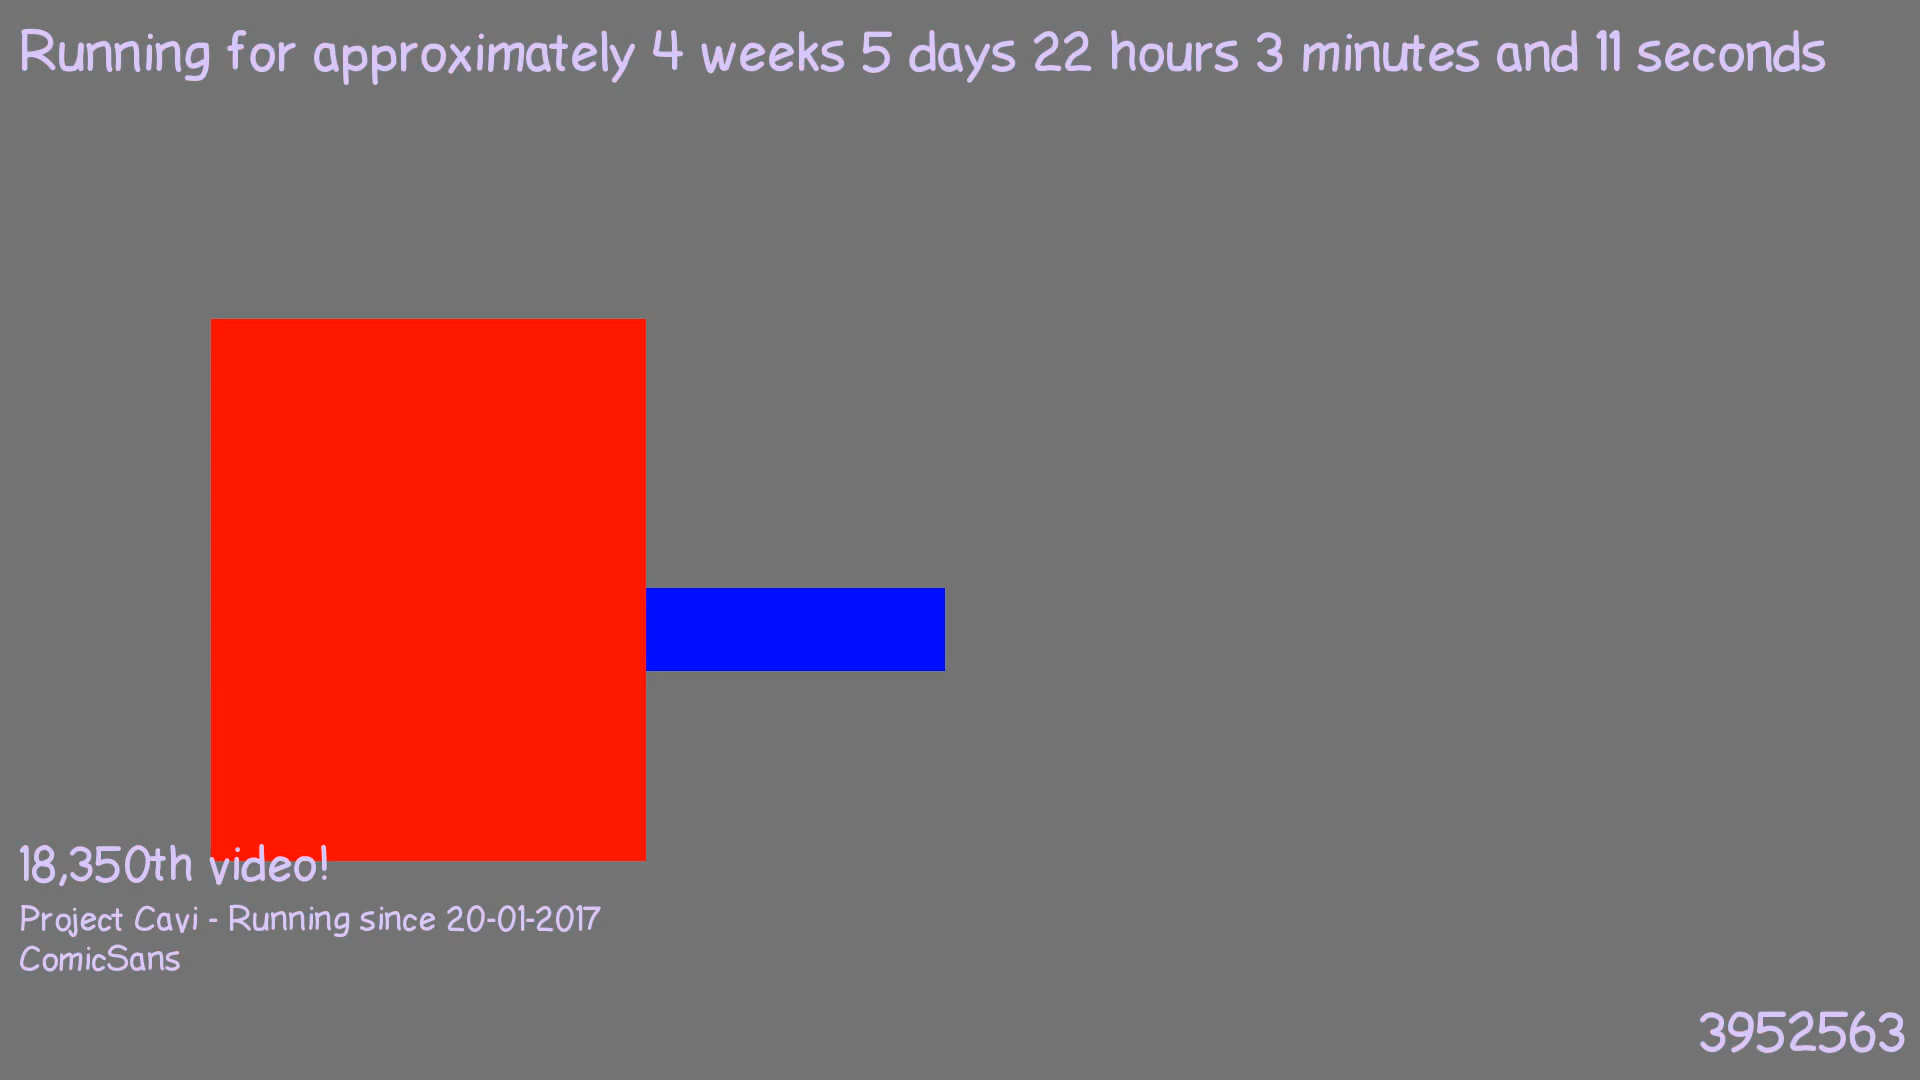 Running for approximately 4 weeks 5 days 22 hours 3 minutes and 11 seconds
18,350th video!
Project Cavi - Running since 20-01-2017
ComicSans
3952563